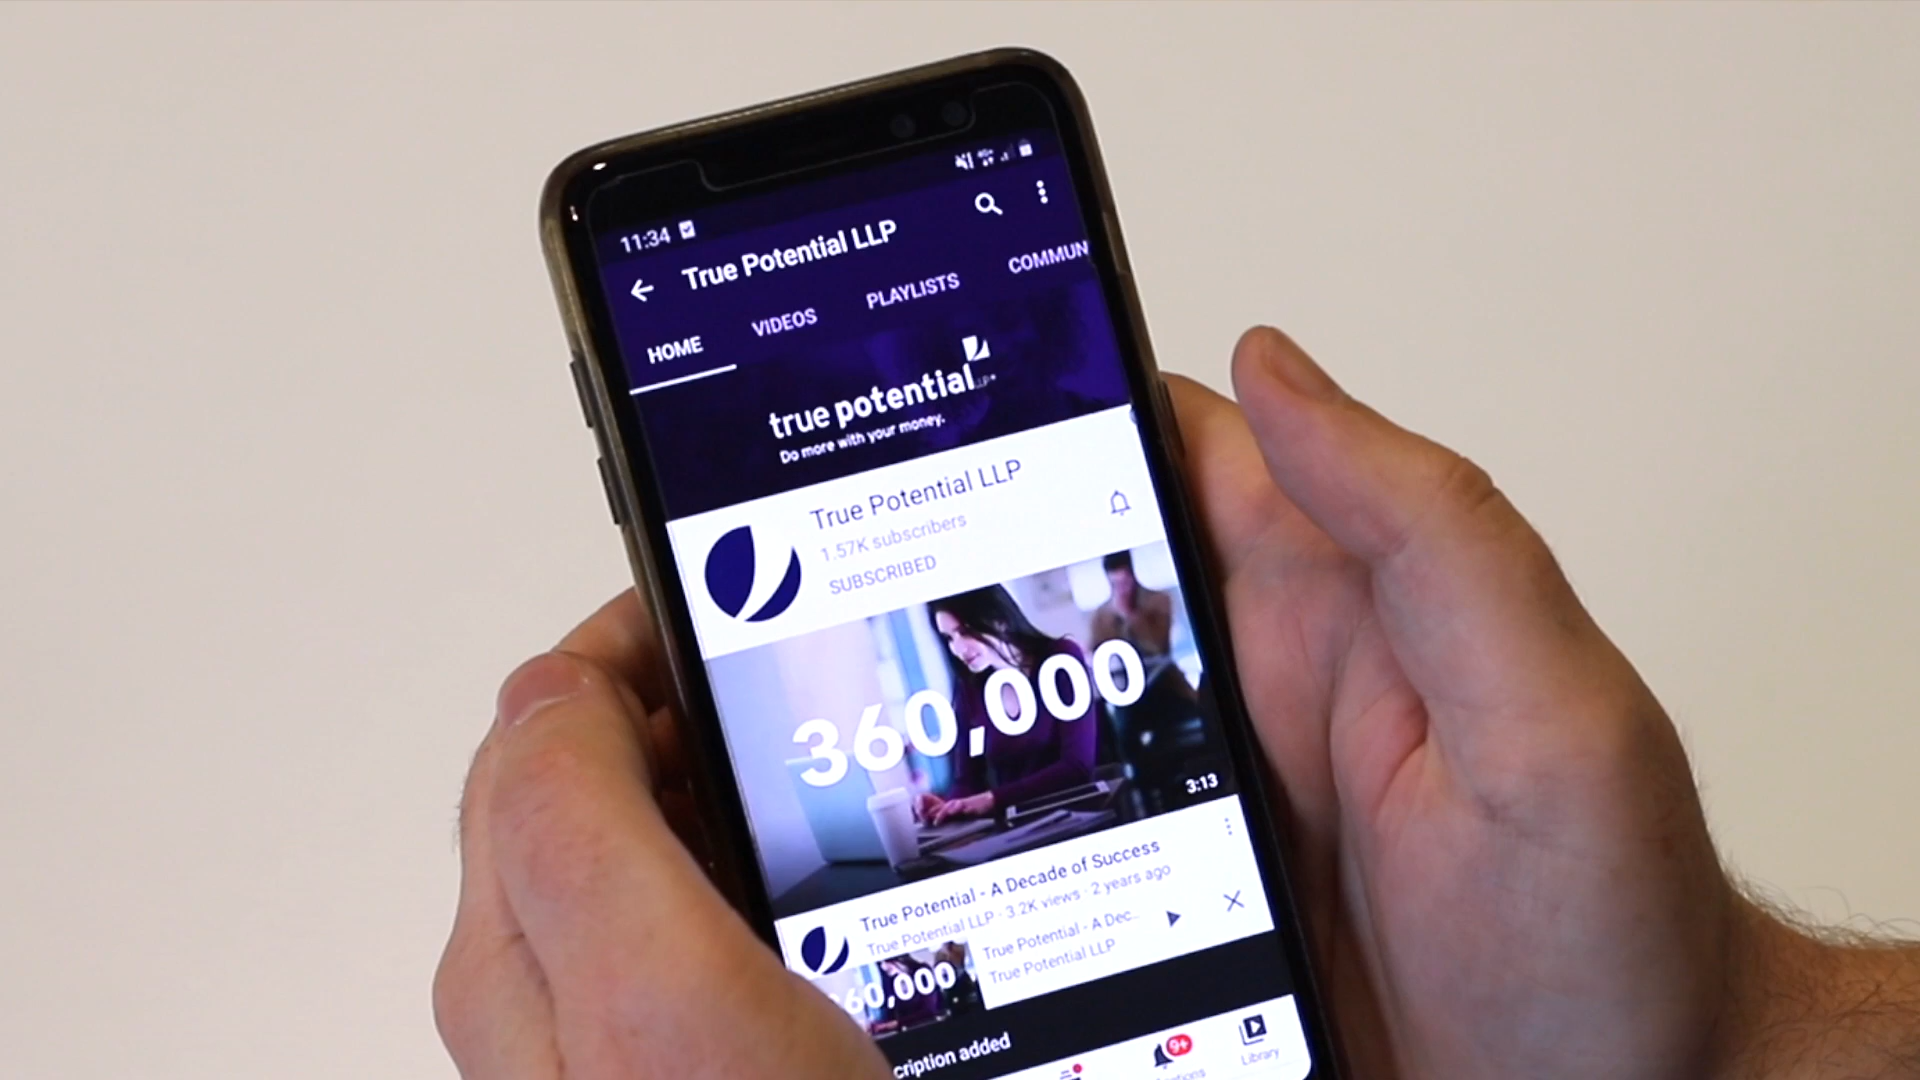 11:34
True Potential LLP
HOME VIDEOS PLAYLISTS COMMUN
true potential LLP
Do more with your money.
True Potential LLP
1.57K subscribers
SUBSCRIBED
360,000
3:13
True Potential - A Decade of Success
True Potential LLP · 3.2K views · 2 years ago
True Potential - A Dec...
True Potential LLP
60,000
cription added
9+
Library